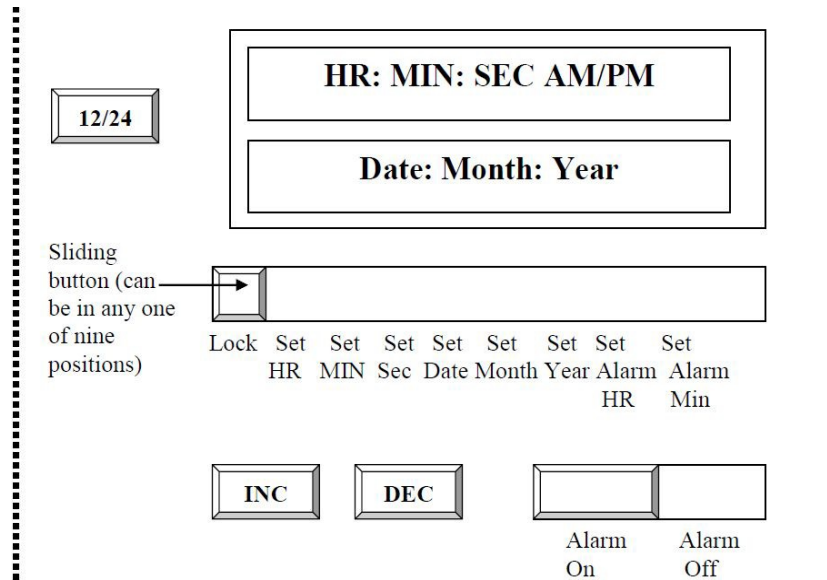 HR: MIN: SEC AM/PM
12/24
Date: Month: Year
Sliding
button (can
be in any one
of nine
positions)
Lock Set Set Set Set Set Set Set Set
HR MIN Sec Date Month Year Alarm Alarm
HR Min
INC DEC
Alarm Alarm
On Off